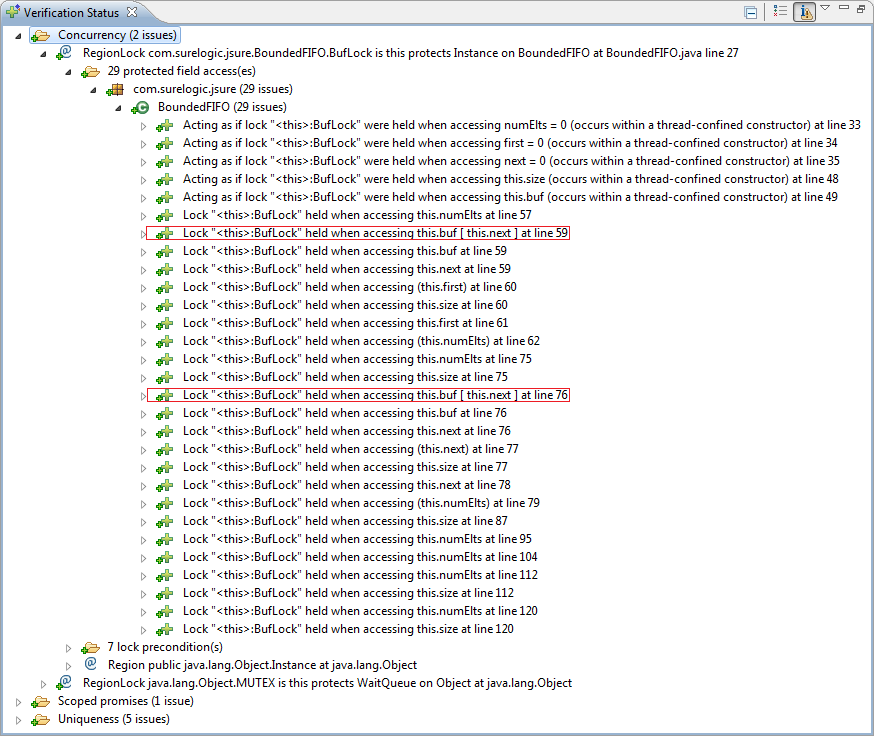 Verification Status
Concurrency (2 issues)
RegionLock com.surelogic.jsure.BoundedFIFO.BufLock is this protects Instance on BoundedFIFO at BoundedFIFO.java line 27
29 protected field access(es)
com.surelogic.jsure (29 issues)
BoundedFIFO (29 issues)
Acting as if lock "<this>:BufLock" were held when accessing numElts = 0 (occurs within a thread-confined constructor) at line 33
Acting as if lock "<this>:BufLock" were held when accessing first = 0 (occurs within a thread-confined constructor) at line 34
Acting as if lock "<this>:BufLock" were held when accessing next = 0 (occurs within a thread-confined constructor) at line 35
Acting as if lock "<this>:BufLock" were held when accessing this.size (occurs within a thread-confined constructor) at line 48
Acting as if lock "<this>:BufLock" were held when accessing this.buf (occurs within a thread-confined constructor) at line 49
Lock "<this>:BufLock" held when accessing this.numElts at line 57
Lock "<this>:BufLock" held when accessing this.buf [ this.next ] at line 59
Lock "<this>:BufLock" held when accessing this.buf at line 59
Lock "<this>:BufLock" held when accessing this.next at line 59
Lock "<this>:BufLock" held when accessing (this.first) at line 60
Lock "<this>:BufLock" held when accessing this.size at line 60
Lock "<this>:BufLock" held when accessing this.first at line 61
Lock "<this>:BufLock" held when accessing (this.numElts) at line 62
Lock "<this>:BufLock" held when accessing this.numElts at line 75
Lock "<this>:BufLock" held when accessing this.size at line 75
Lock "<this>:BufLock" held when accessing this.buf [ this.next ] at line 76
Lock "<this>:BufLock" held when accessing this.buf at line 76
Lock "<this>:BufLock" held when accessing this.next at line 76
Lock "<this>:BufLock" held when accessing (this.next) at line 77
Lock "<this>:BufLock" held when accessing this.size at line 77
Lock "<this>:BufLock" held when accessing this.next at line 78
Lock "<this>:BufLock" held when accessing (this.numElts) at line 79
Lock "<this>:BufLock" held when accessing this.size at line 87
Lock "<this>:BufLock" held when accessing this.numElts at line 95
Lock "<this>:BufLock" held when accessing this.numElts at line 104
Lock "<this>:BufLock" held when accessing this.numElts at line 112
Lock "<this>:BufLock" held when accessing this.size at line 112
Lock "<this>:BufLock" held when accessing this.numElts at line 120
Lock "<this>:BufLock" held when accessing this.size at line 120
7 lock precondition(s)
Region public java.lang.Object.Instance at java.lang.Object
RegionLock java.lang.Object.MUTEX is this protects WaitQueue on Object at java.lang.Object
Scoped promises (1 issue)
Uniqueness (5 issues)